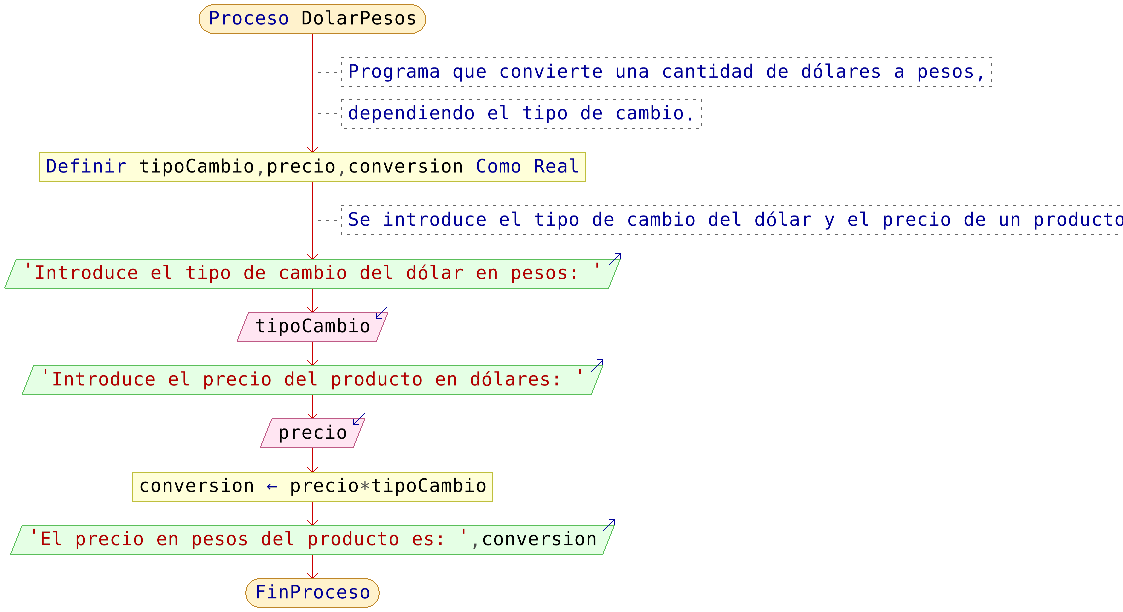 Proceso DolarPesos
Programa que convierte una cantidad de dólares a pesos,
dependiendo el tipo de cambio.
Definir tipoCambio,precio,conversion Como Real
Se introduce el tipo de cambio del dólar y el precio de un producto
'Introduce el tipo de cambio del dólar en pesos: '
tipoCambio
'Introduce el precio del producto en dólares: '
precio
conversion ← precio*tipoCambio
'El precio en pesos del producto es: ',conversion
FinProceso